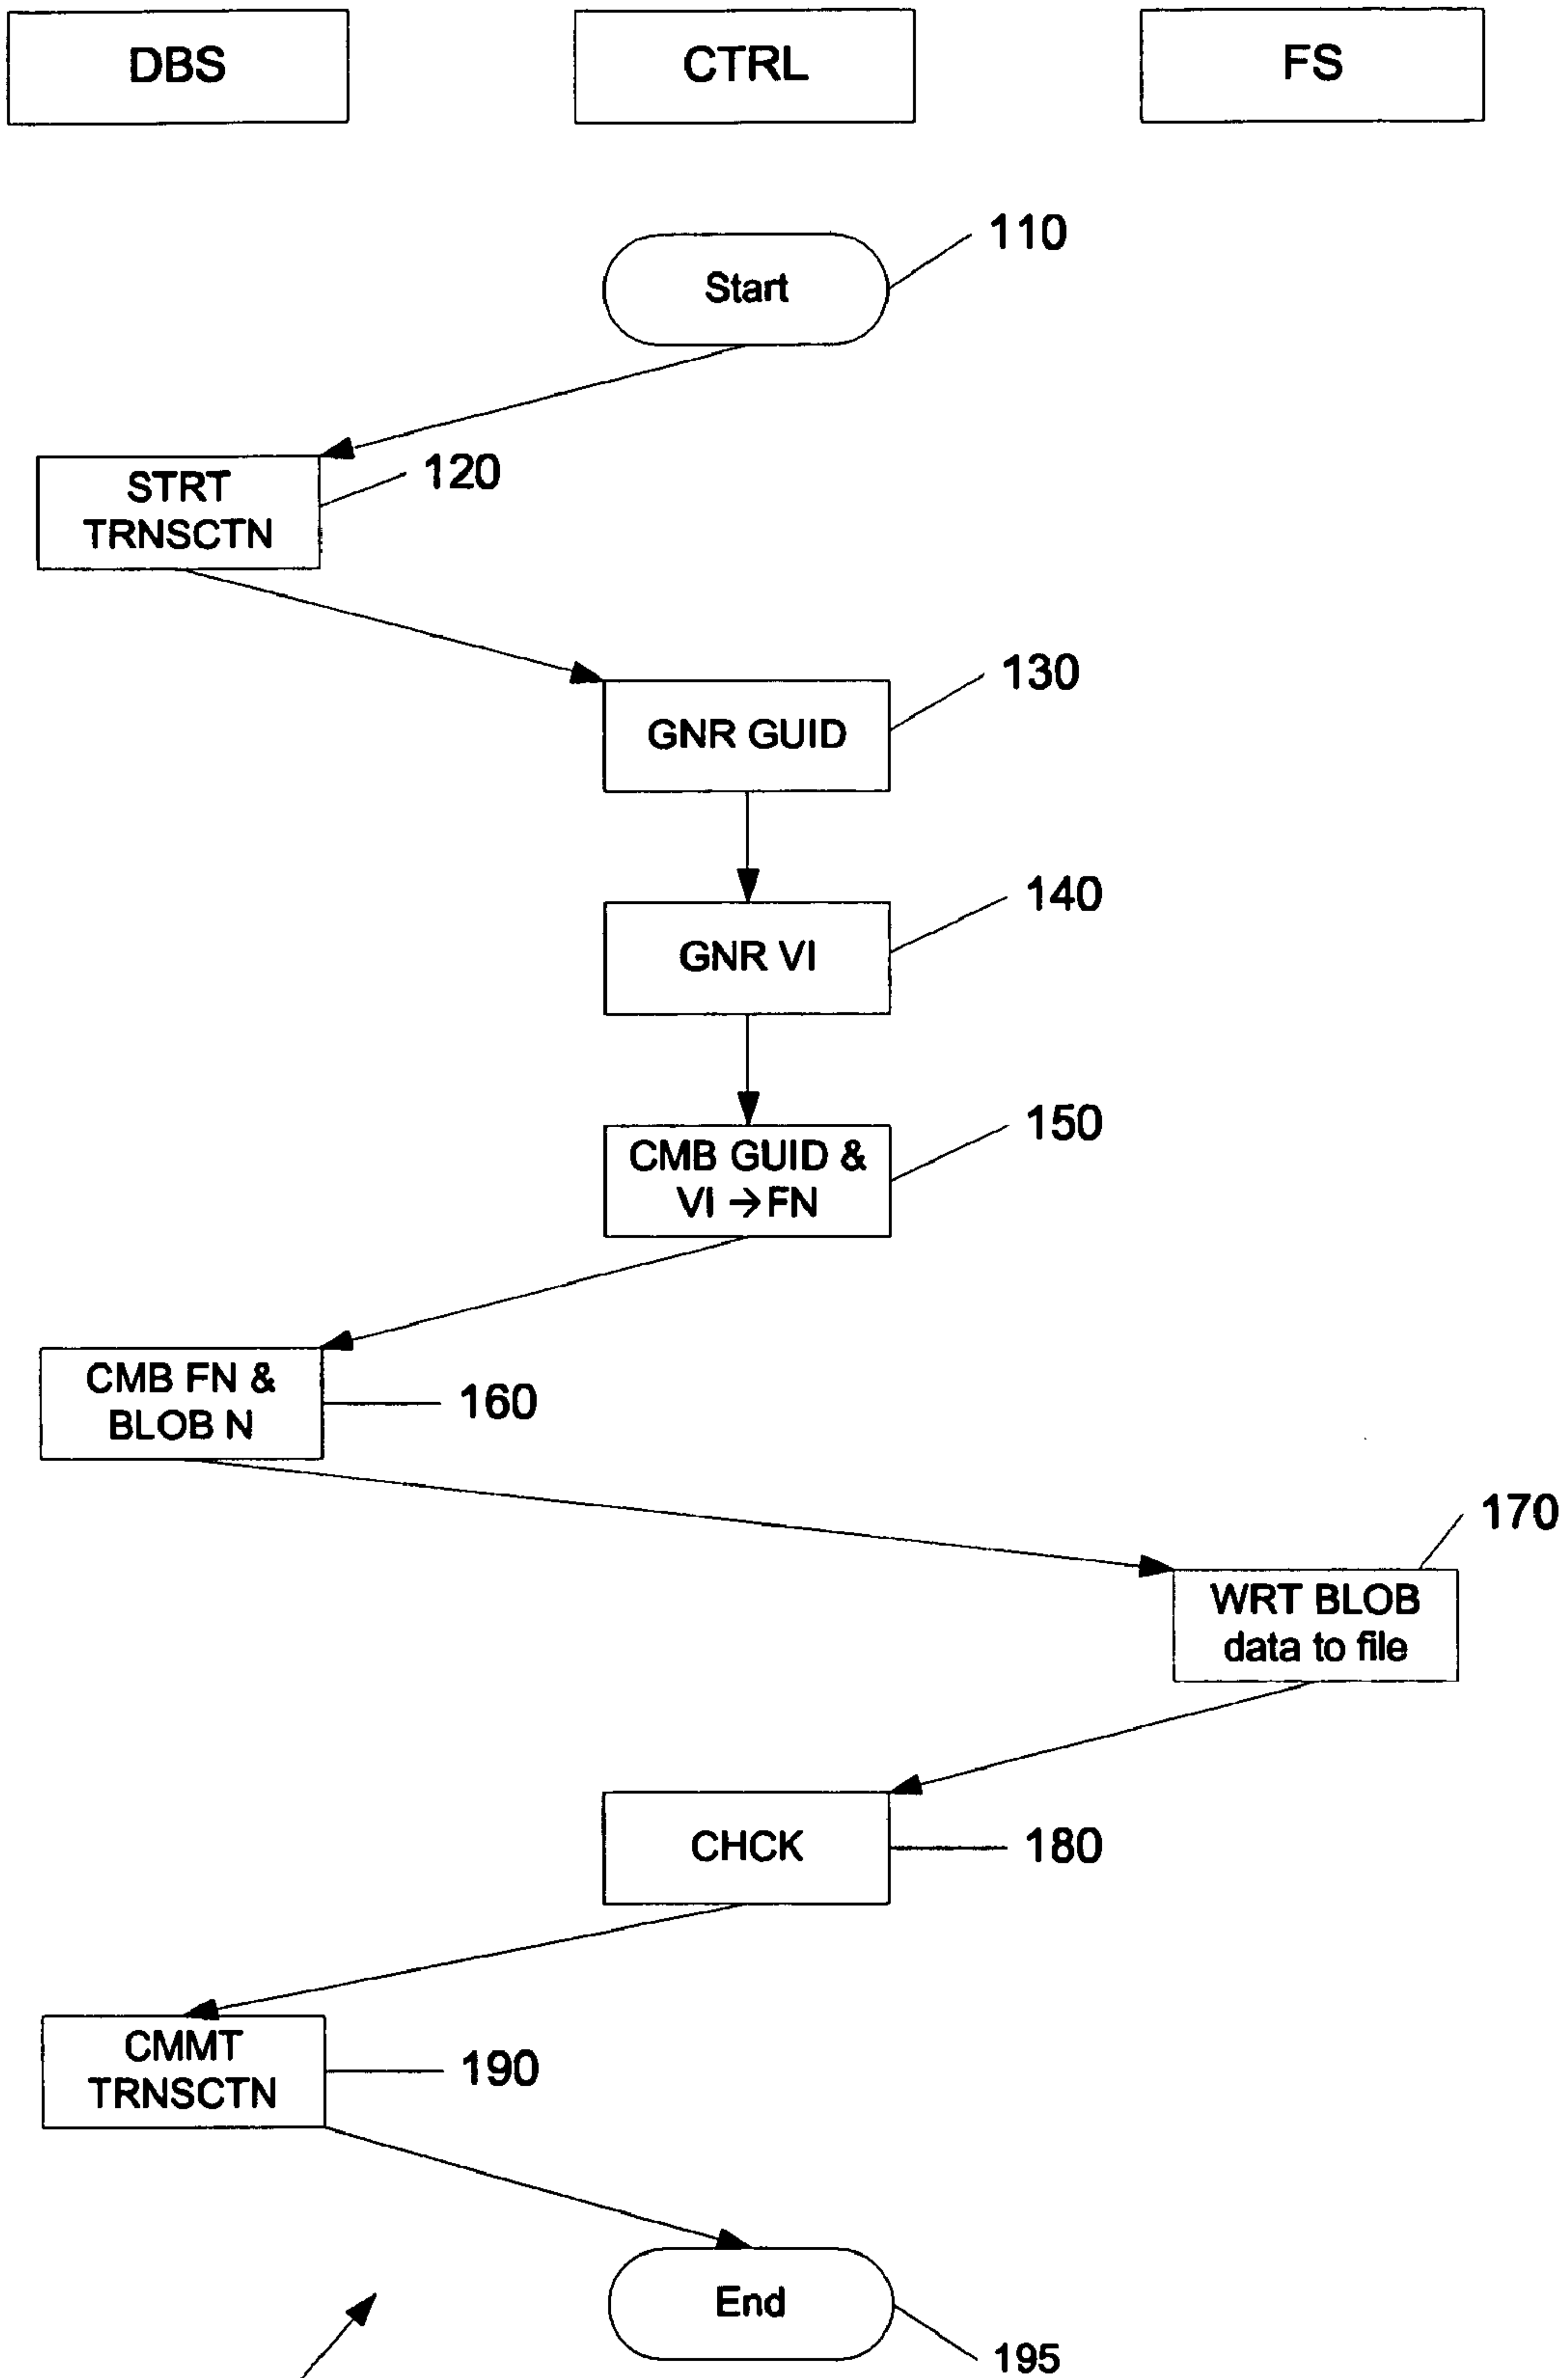 DBS
CTRL
FS
Start
110
STRT
TRNSCTN
120
GNR GUID
130
GNR VI
140
CMB GUID &
VI →FN
150
CMB FN &
BLOB N
160
WRT BLOB
data to file
170
CHCK
180
CMMT
TRNSCTN
190
End
195